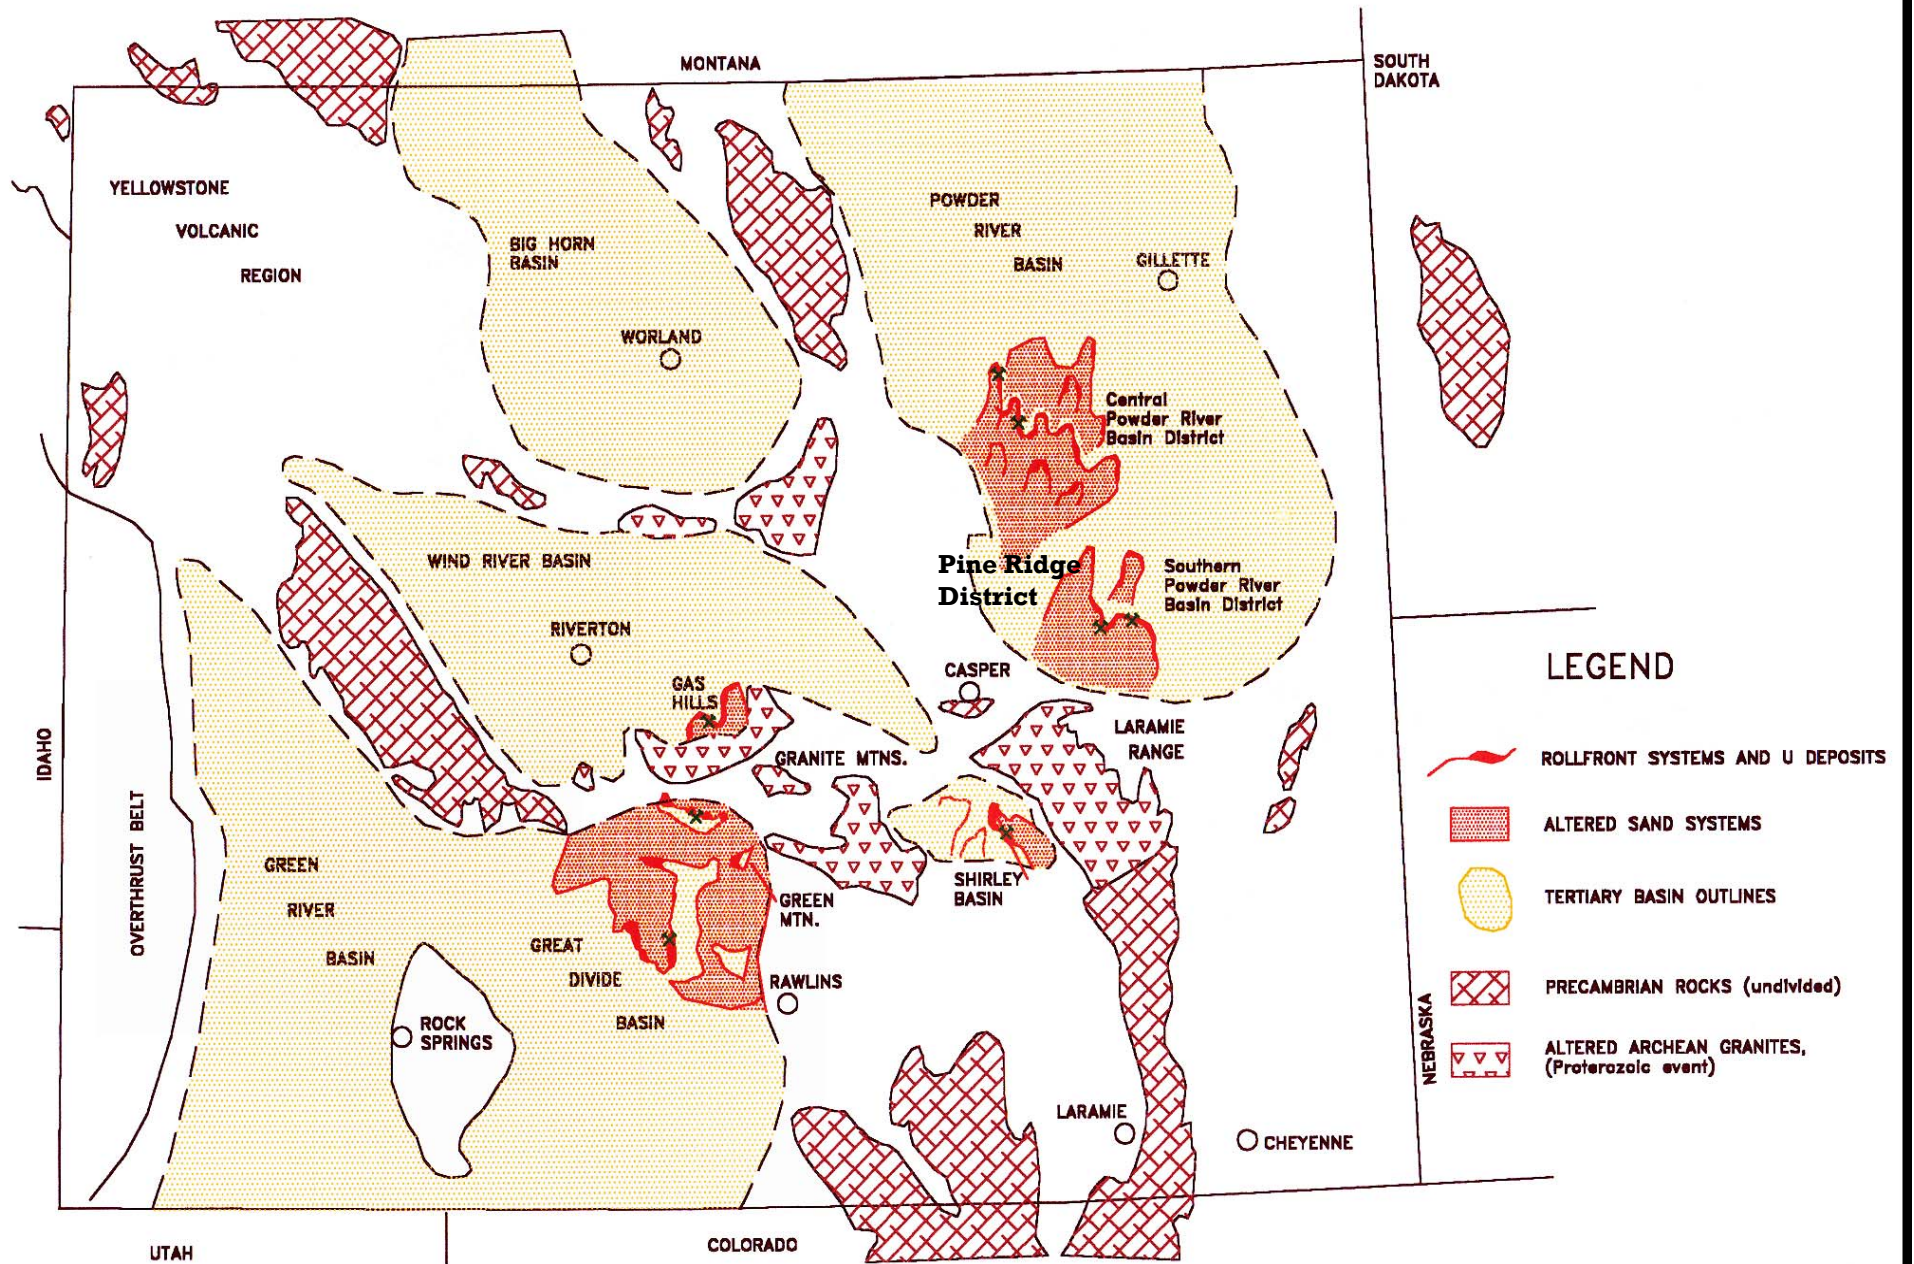 MONTANA
SOUTH
DAKOTA
YELLOWSTONE
VOLCANIC
REGION
BIG HORN
BASIN
POWDER
RIVER
BASIN
GILLETTE
WORLAND
Central
Powder River
Basin District
WIND RIVER BASIN
Pine Ridge
District
Southern
Powder River
Basin District
RIVERTON
CASPER
GAS
HILLS
LARAMIE
RANGE
GRANITE MTNS.
IDAHO
OVERTHRUST BELT
GREEN
RIVER
BASIN
SHIRLEY
BASIN
GREEN
MTN.
GREAT
DIVIDE
BASIN
RAWLINS
ROCK
SPRINGS
LARAMIE
CHEYENNE
NEBRASKA
UTAH
COLORADO
LEGEND
ROLLFRONT SYSTEMS AND U DEPOSITS
ALTERED SAND SYSTEMS
TERTIARY BASIN OUTLINES
PRECAMBRIAN ROCKS (undivided)
ALTERED ARCHEAN GRANITES,
(Proterozoic event)